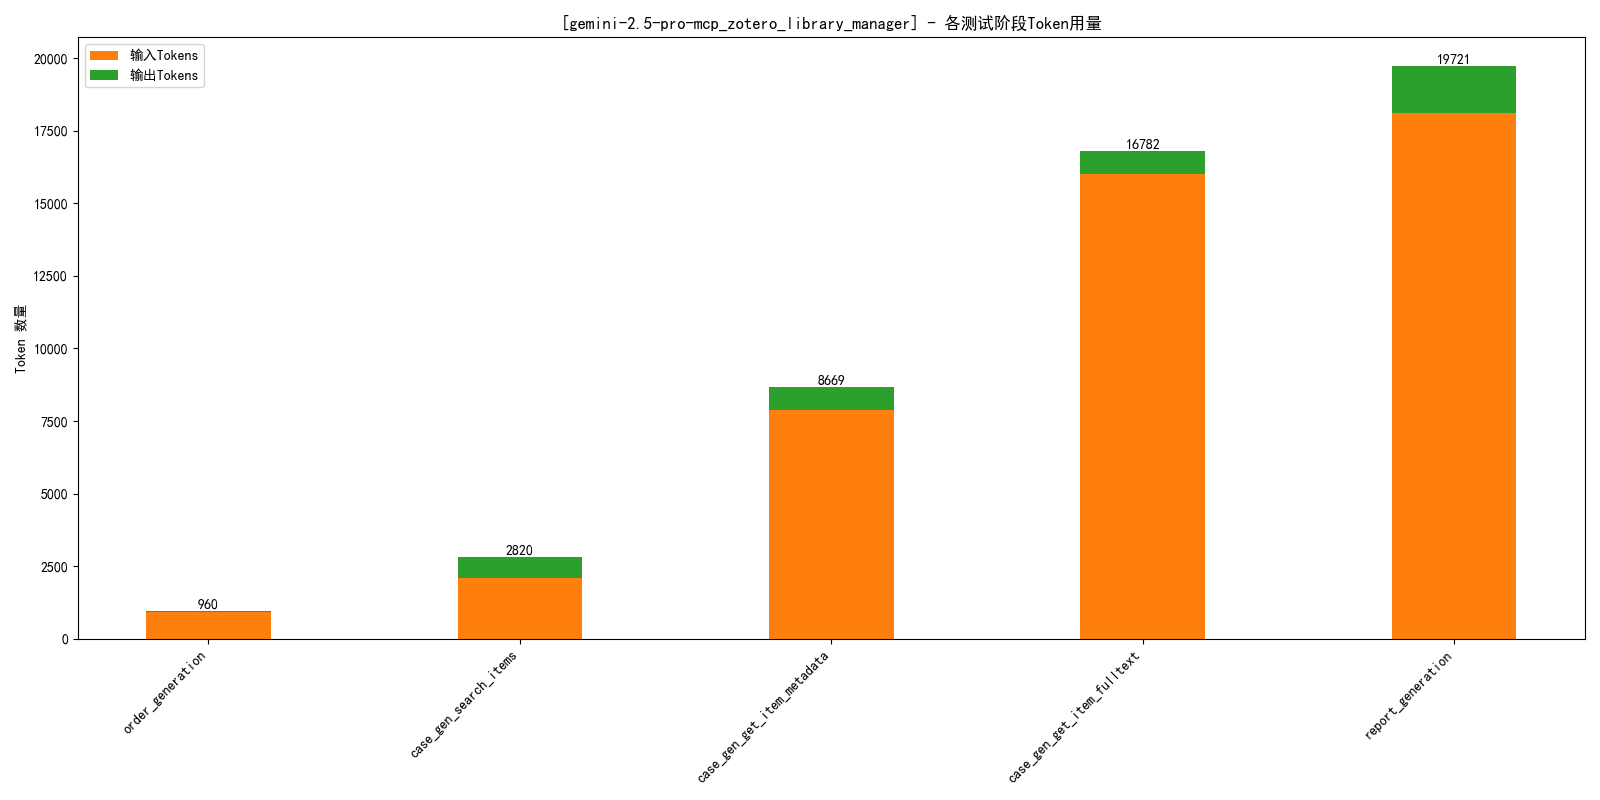 [gemini-2.5-pro-mcp_zotero_library_manager] - 各测试阶段Token用量
输入Tokens
输出Tokens
Token 数量
20000
17500
15000
12500
10000
7500
5000
2500
0
960
2820
8669
16782
19721
order_generation
case_gen_search_items
case_gen_get_item_metadata
case_gen_get_item_fulltext
report_generation